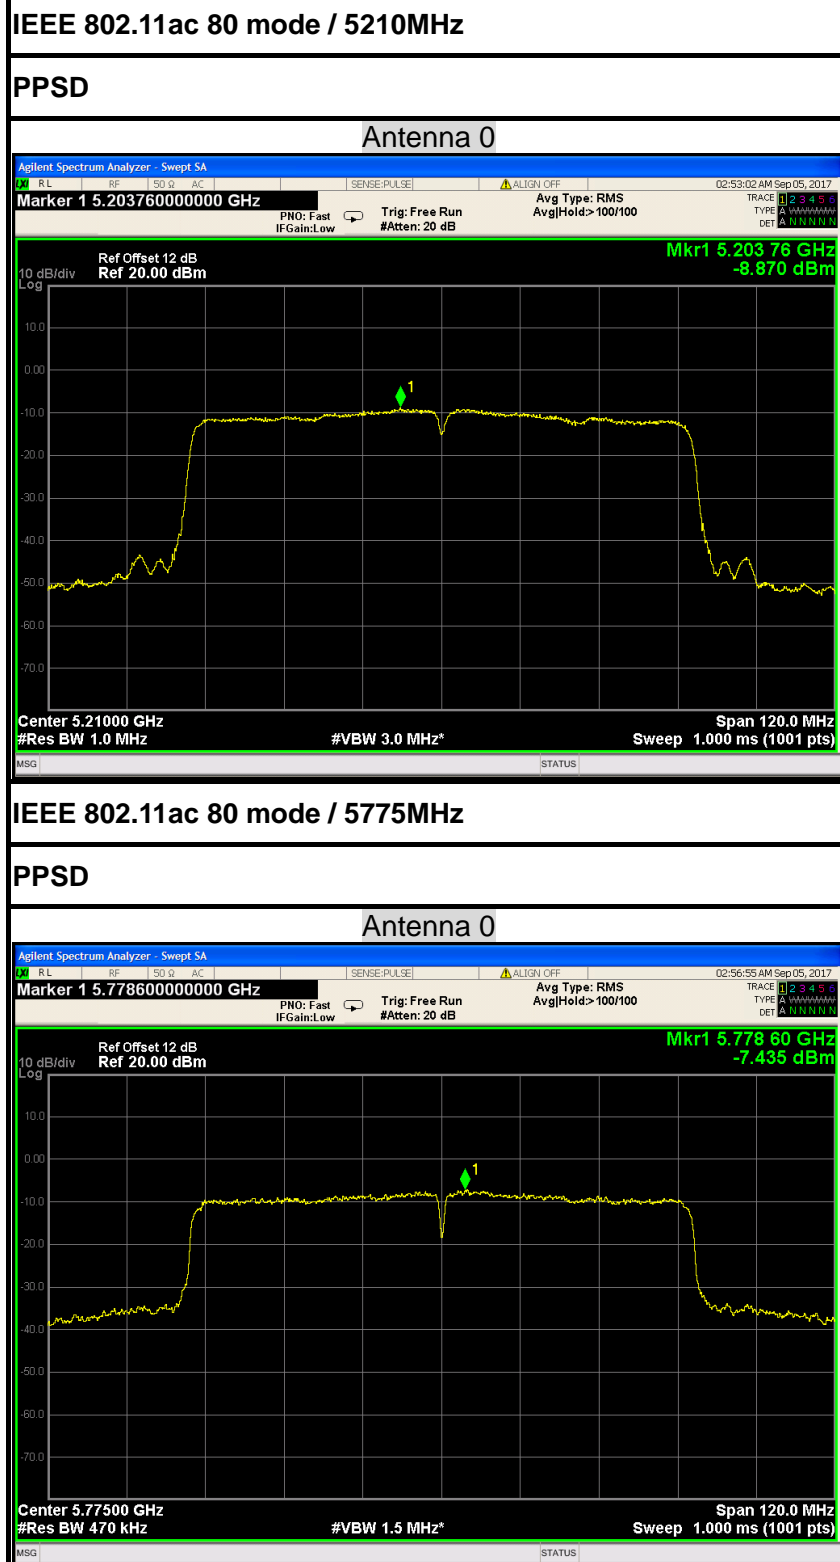 IEEE 802.11ac 80 mode / 5210MHz
PPSD
Antenna 0
Agilent Spectrum Analyzer - Swept SA
LXI RL RF 50 Ω AC SENSE:PULSE ALIGN OFF 02:53:02 AM Sep 05, 2017
Marker 1 5.203760000000 GHz
PNO: Fast
IFGain:Low
Trig: Free Run
#Atten: 20 dB
Avg Type: RMS
Avg|Hold:>100/100
TRACE 1 2 3 4 5 6
TYPE A WWWWW
DET A N N N N N
Mkr1 5.203 76 GHz
-8.870 dBm
Ref Offset 12 dB
10 dB/div Ref 20.00 dBm
Log
1
10.0
0.00
-10.0
-20.0
-30.0
-40.0
-50.0
-60.0
-70.0
Center 5.21000 GHz Span 120.0 MHz
#Res BW 1.0 MHz #VBW 3.0 MHz* Sweep 1.000 ms (1001 pts)
MSG STATUS
IEEE 802.11ac 80 mode / 5775MHz
PPSD
Antenna 0
Agilent Spectrum Analyzer - Swept SA
LXI RL RF 50 Ω AC SENSE:PULSE ALIGN OFF 02:56:55 AM Sep 05, 2017
Marker 1 5.778600000000 GHz
PNO: Fast
IFGain:Low
Trig: Free Run
#Atten: 20 dB
Avg Type: RMS
Avg|Hold:>100/100
TRACE 1 2 3 4 5 6
TYPE A WWWWW
DET A N N N N N
Mkr1 5.778 60 GHz
-7.435 dBm
Ref Offset 12 dB
10 dB/div Ref 20.00 dBm
Log
1
10.0
0.00
-10.0
-20.0
-30.0
-40.0
-50.0
-60.0
-70.0
Center 5.77500 GHz Span 120.0 MHz
#Res BW 470 kHz #VBW 1.5 MHz* Sweep 1.000 ms (1001 pts)
MSG STATUS